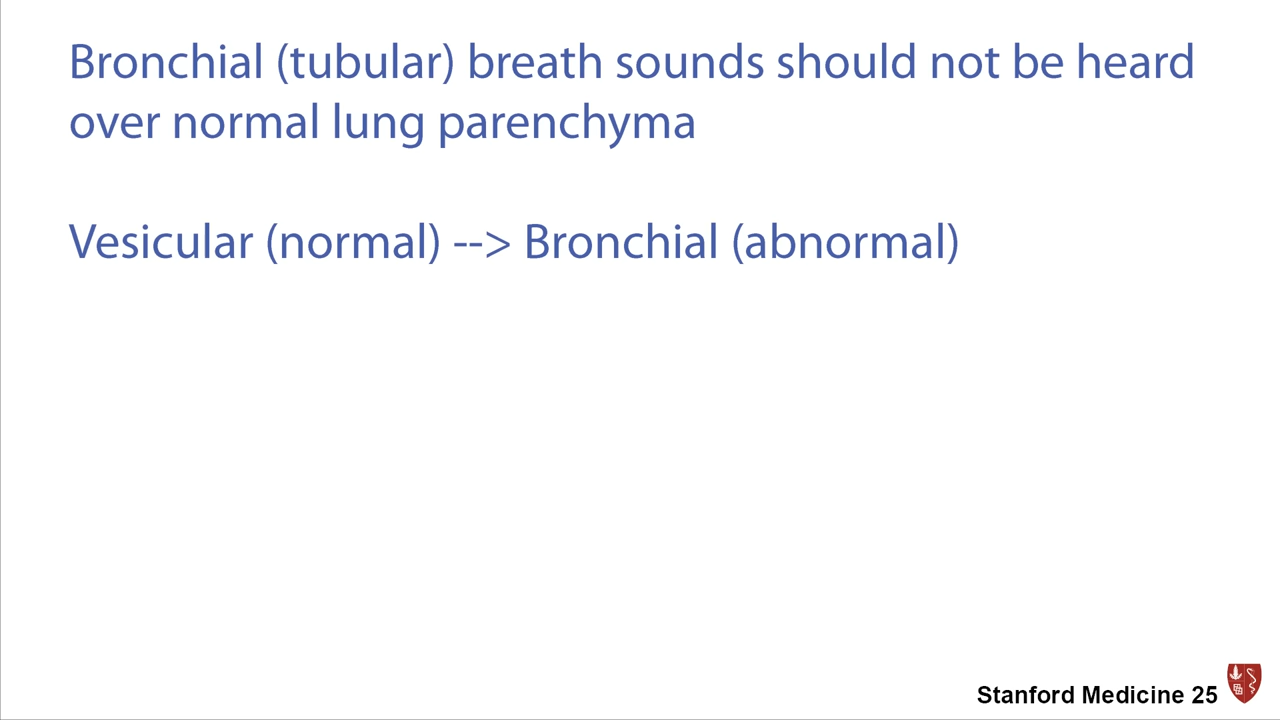 Bronchial (tubular) breath sounds should not be heard
over normal lung parenchyma
Vesicular (normal) --> Bronchial (abnormal)
Stanford Medicine 25